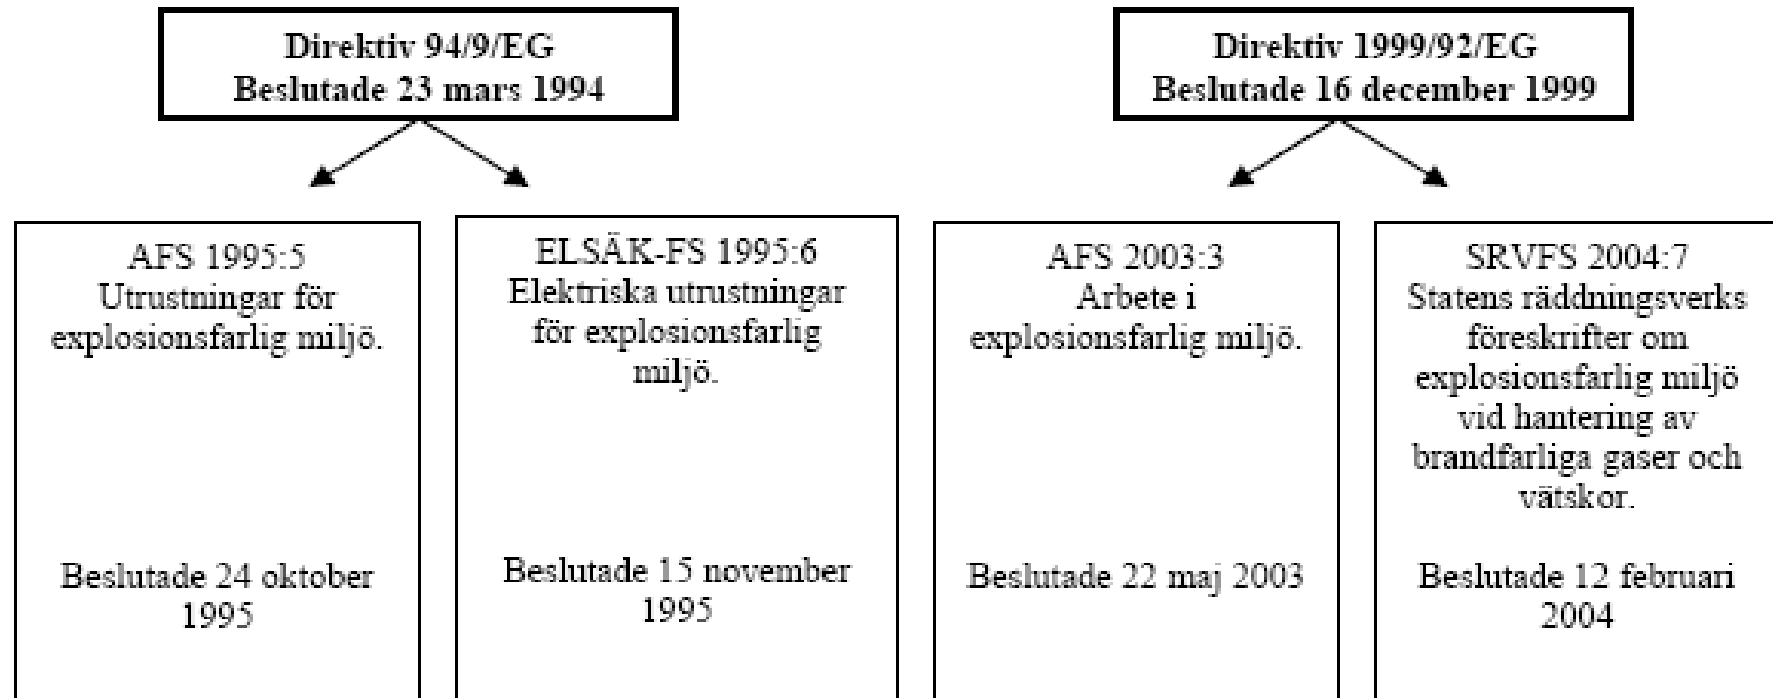 Direktiv 94/9/EG
Beslutade 23 mars 1994
Direktiv 1999/92/EG
Beslutade 16 december 1999
AFS 1995:5
Utrustningar för
explosionsfarlig miljö.
Beslutade 24 oktober
1995
ELSÄK-FS 1995:6
Elektriska utrustningar
för explosionsfarlig
miljö.
Beslutade 15 november
1995
AFS 2003:3
Arbete i
explosionsfarlig miljö.
Beslutade 22 maj 2003
SRVFS 2004:7
Statens räddningsverks
föreskrifter om
explosionsfarlig miljö
vid hantering av
brandfarliga gaser och
vätskor.
Beslutade 12 februari
2004